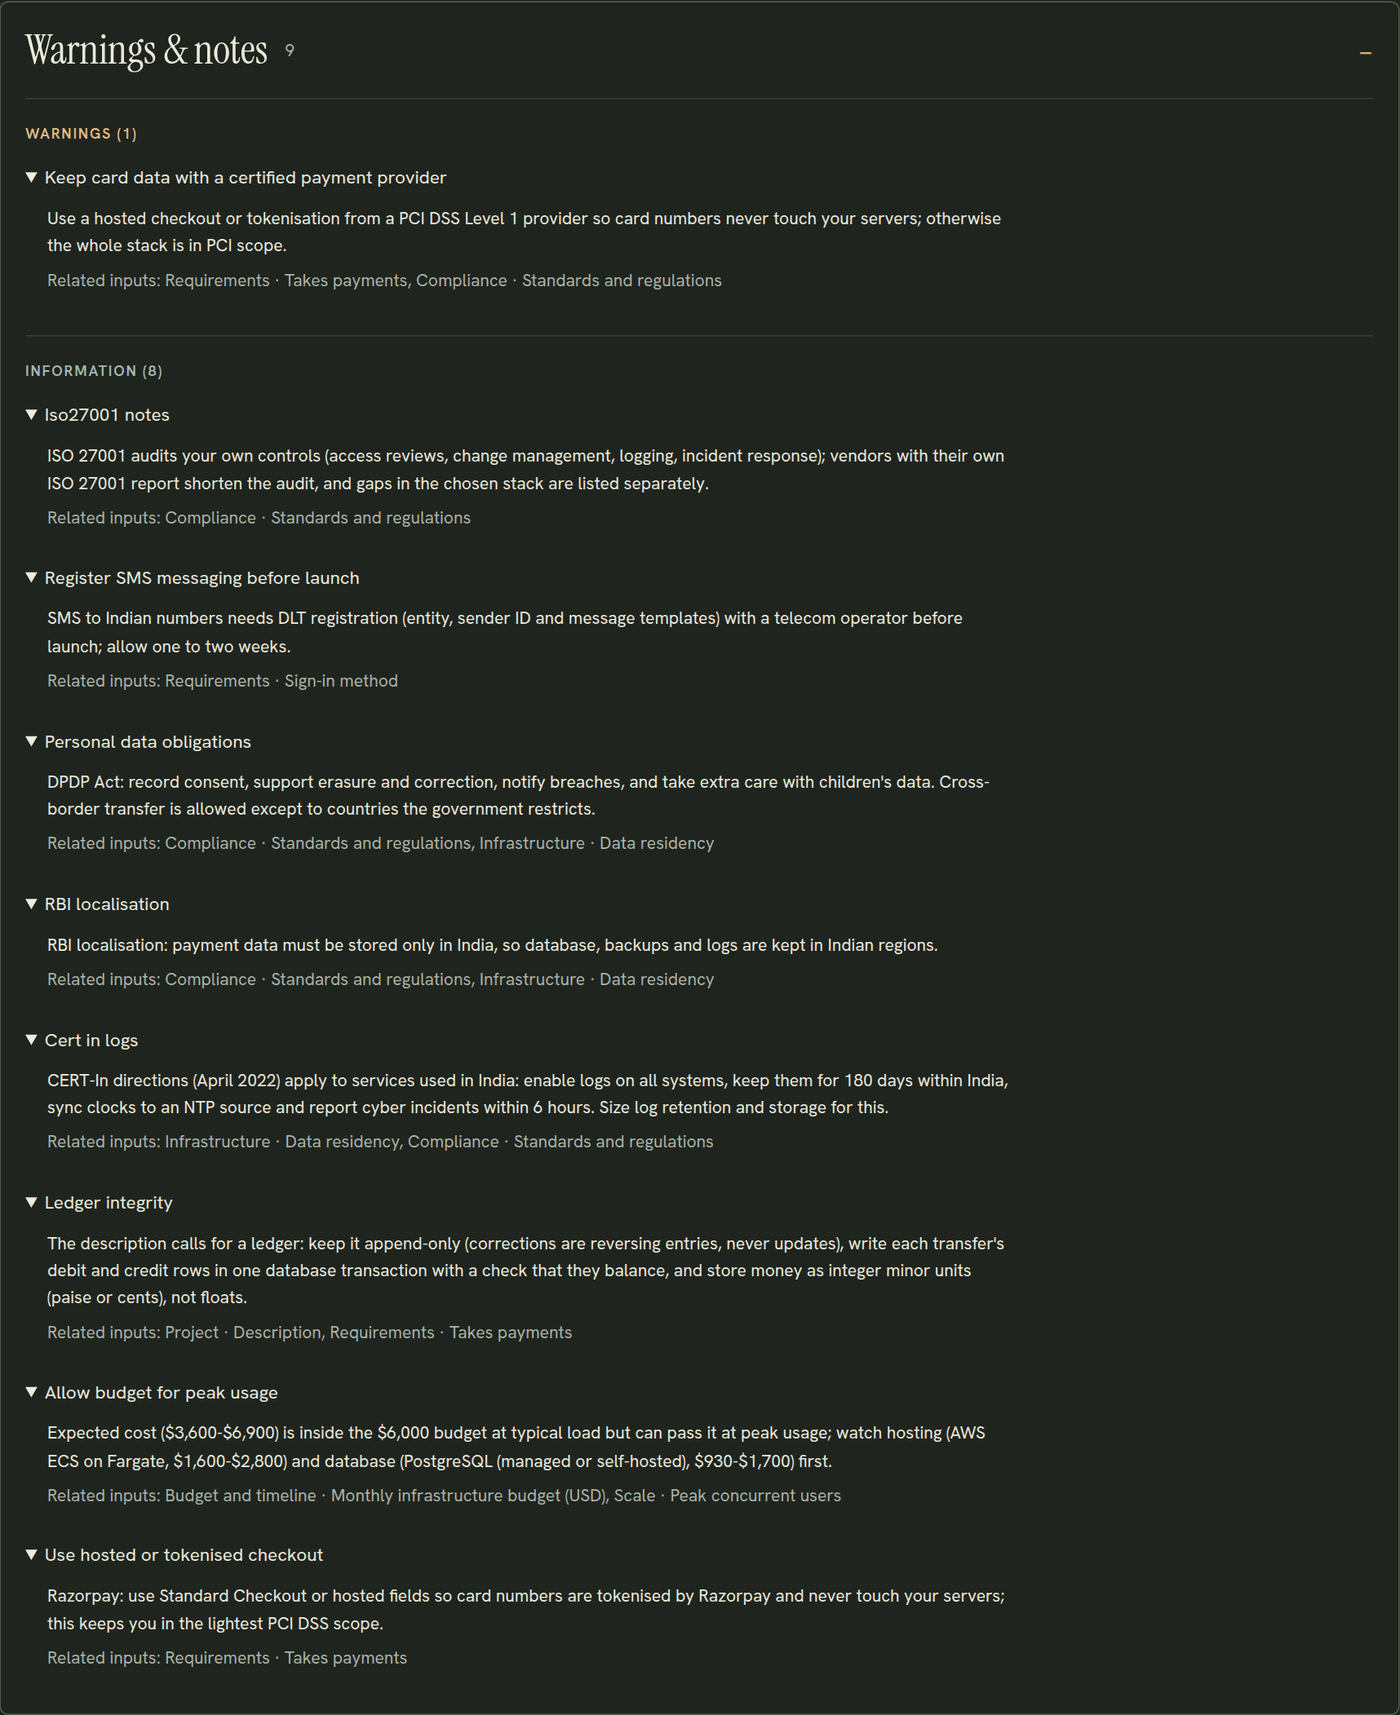 Warnings & notes 9
WARNINGS (1)
Keep card data with a certified payment provider
Use a hosted checkout or tokenisation from a PCI DSS Level 1 provider so card numbers never touch your servers; otherwise
the whole stack is in PCI scope.
Related inputs: Requirements · Takes payments, Compliance · Standards and regulations
INFORMATION (8)
Iso27001 notes
ISO 27001 audits your own controls (access reviews, change management, logging, incident response); vendors with their own
ISO 27001 report shorten the audit, and gaps in the chosen stack are listed separately.
Related inputs: Compliance · Standards and regulations
Register SMS messaging before launch
SMS to Indian numbers needs DLT registration (entity, sender ID and message templates) with a telecom operator before
launch; allow one to two weeks.
Related inputs: Requirements · Sign-in method
Personal data obligations
DPDP Act: record consent, support erasure and correction, notify breaches, and take extra care with children's data. Cross-
border transfer is allowed except to countries the government restricts.
Related inputs: Compliance · Standards and regulations, Infrastructure · Data residency
RBI localisation
RBI localisation: payment data must be stored only in India, so database, backups and logs are kept in Indian regions.
Related inputs: Compliance · Standards and regulations, Infrastructure · Data residency
Cert in logs
CERT-In directions (April 2022) apply to services used in India: enable logs on all systems, keep them for 180 days within India,
sync clocks to an NTP source and report cyber incidents within 6 hours. Size log retention and storage for this.
Related inputs: Infrastructure · Data residency, Compliance · Standards and regulations
Ledger integrity
The description calls for a ledger: keep it append-only (corrections are reversing entries, never updates), write each transfer's
debit and credit rows in one database transaction with a check that they balance, and store money as integer minor units
(paise or cents), not floats.
Related inputs: Project · Description, Requirements · Takes payments
Allow budget for peak usage
Expected cost ($3,600-$6,900) is inside the $6,000 budget at typical load but can pass it at peak usage; watch hosting (AWS
ECS on Fargate, $1,600-$2,800) and database (PostgreSQL (managed or self-hosted), $930-$1,700) first.
Related inputs: Budget and timeline · Monthly infrastructure budget (USD), Scale · Peak concurrent users
Use hosted or tokenised checkout
Razorpay: use Standard Checkout or hosted fields so card numbers are tokenised by Razorpay and never touch your servers;
this keeps you in the lightest PCI DSS scope.
Related inputs: Requirements · Takes payments